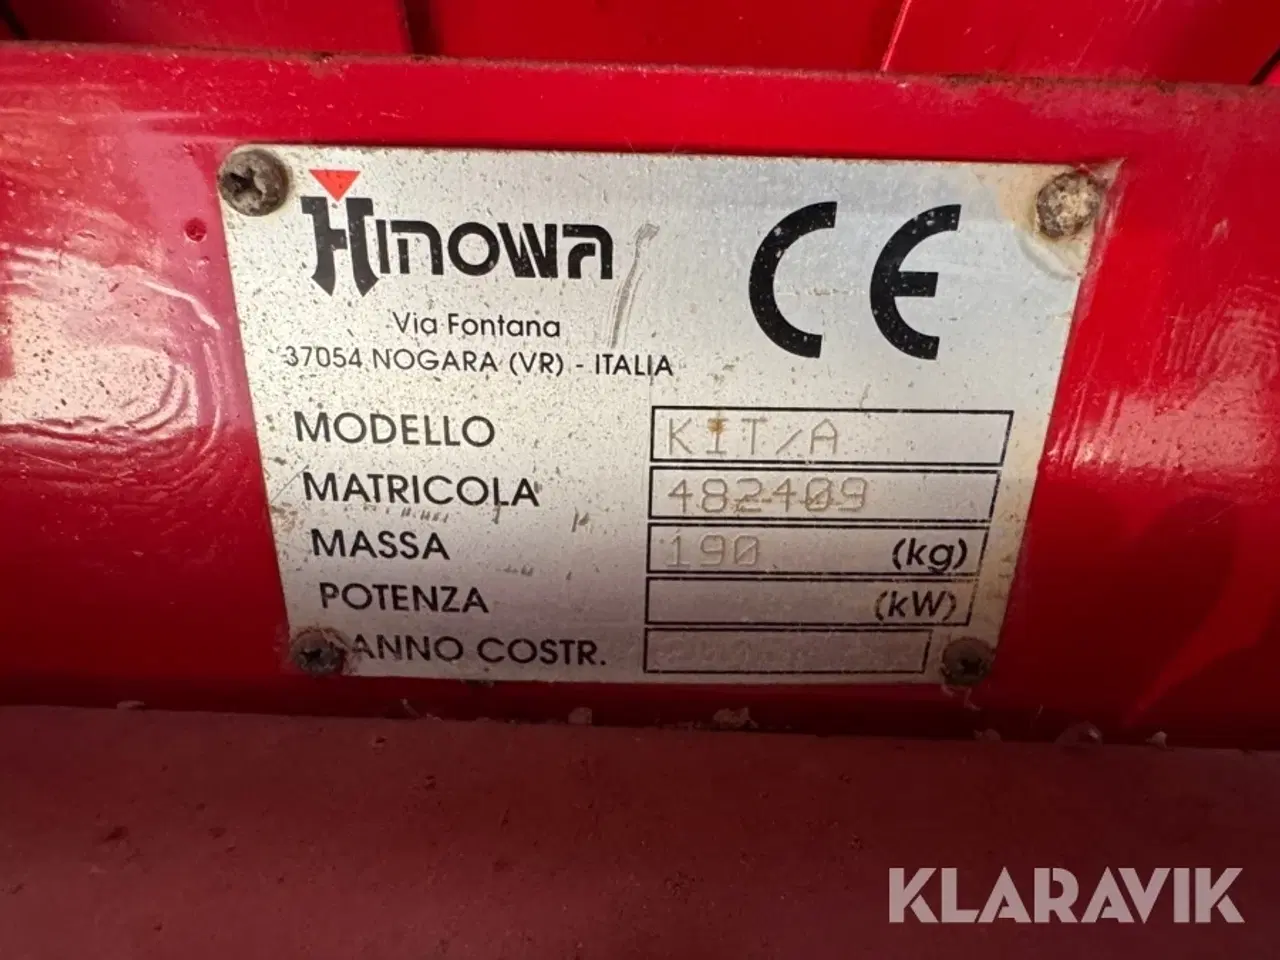 HINOWA
CE
Via Fontana
37054 NOGARA (VR) - ITALIA
MODELLO KIT/A
MATRICOLA 482409
MASSA 190 (kg)
POTENZA (kW)
ANNO COSTR.
KLARAVIK